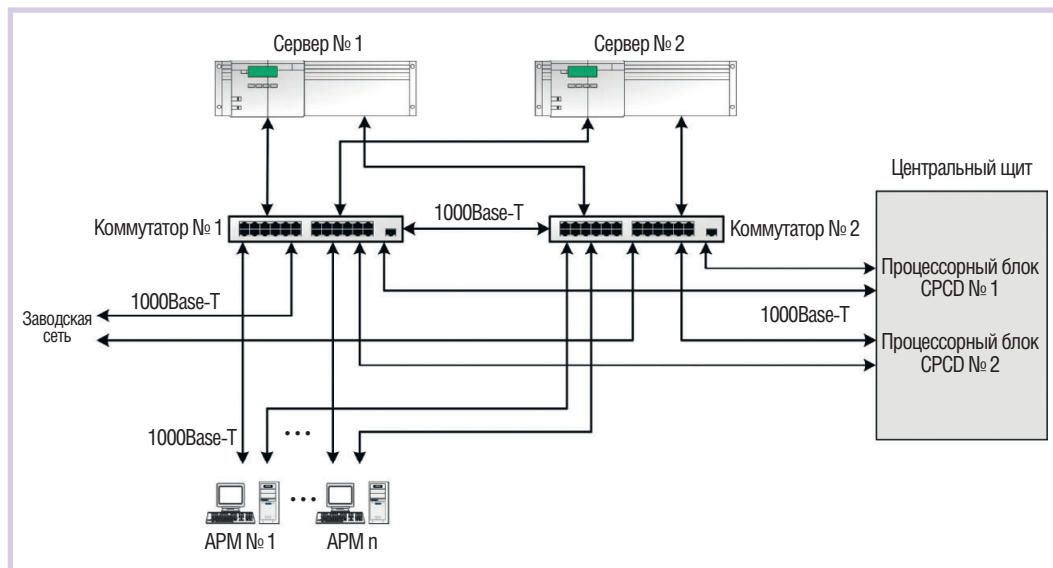 Сервер № 1
Сервер № 2
Центральный щит
Коммутатор № 1
1000Base-T
Коммутатор № 2
Процессорный блок
CPCD № 1
1000Base-T
1000Base-T
Заводская
сеть
Процессорный блок
CPCD № 2
1000Base-T
• • •
• • •
АРМ № 1
АРМ n